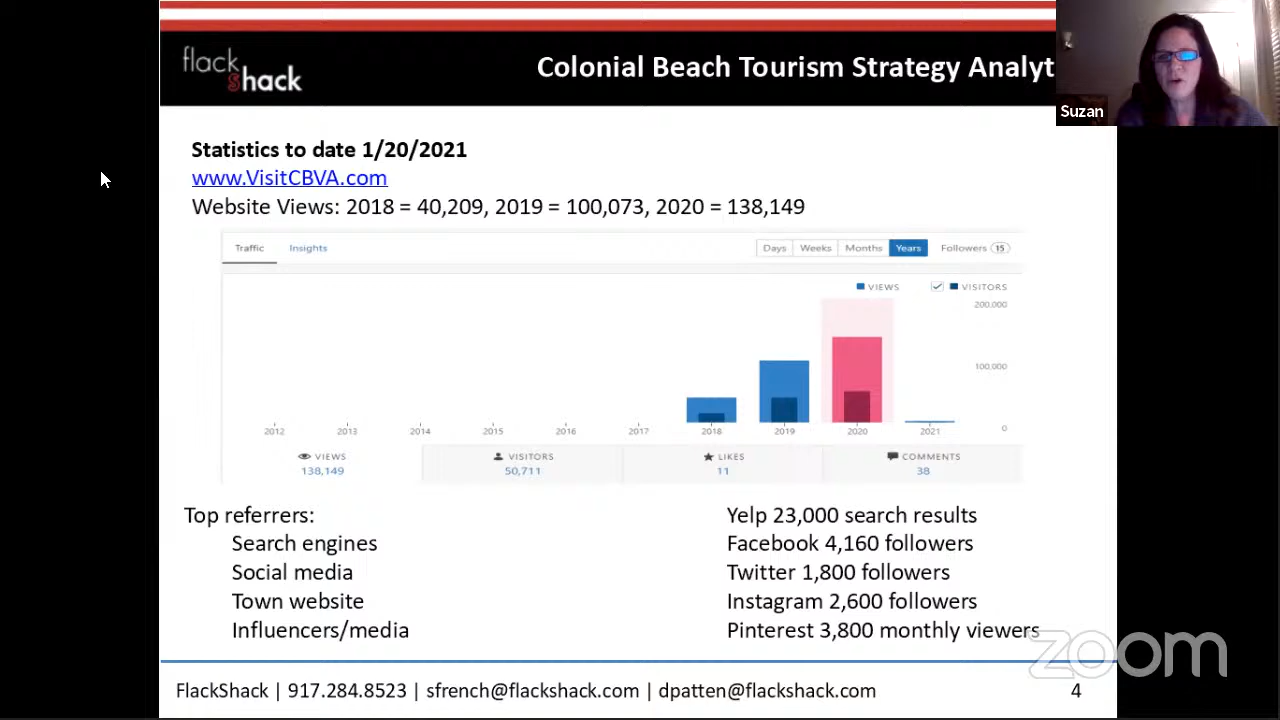 flack
shack
Colonial Beach Tourism Strategy Analyt
Suzan
Statistics to date 1/20/2021
www.VisitCBVA.com
Website Views: 2018 = 40,209, 2019 = 100,073, 2020 = 138,149
Traffic Insights Days Weeks Months Years Followers 15
VIEWS VISITORS
200,000
100,000
0
2012 2013 2014 2015 2016 2017 2018 2019 2020 2021
VIEWS VISITORS LIKES COMMENTS
138,149 50,711 11 38
Top referrers:
Search engines
Social media
Town website
Influencers/media
Yelp 23,000 search results
Facebook 4,160 followers
Twitter 1,800 followers
Instagram 2,600 followers
Pinterest 3,800 monthly viewers
zoom
FlackShack | 917.284.8523 | sfrench@flackshack.com | dpatten@flackshack.com 4